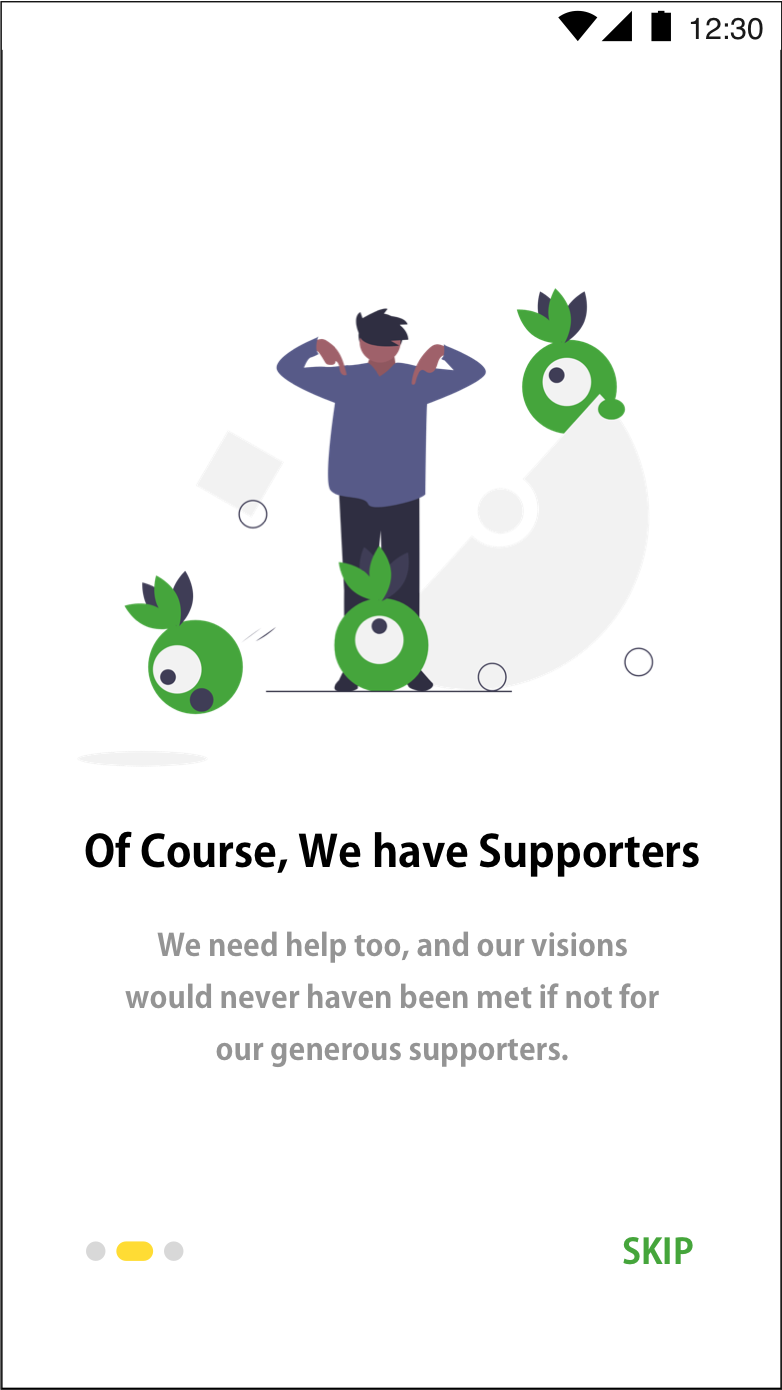 12:30
Of Course, We have Supporters
We need help too, and our visions
would never haven been met if not for
our generous supporters.
SKIP